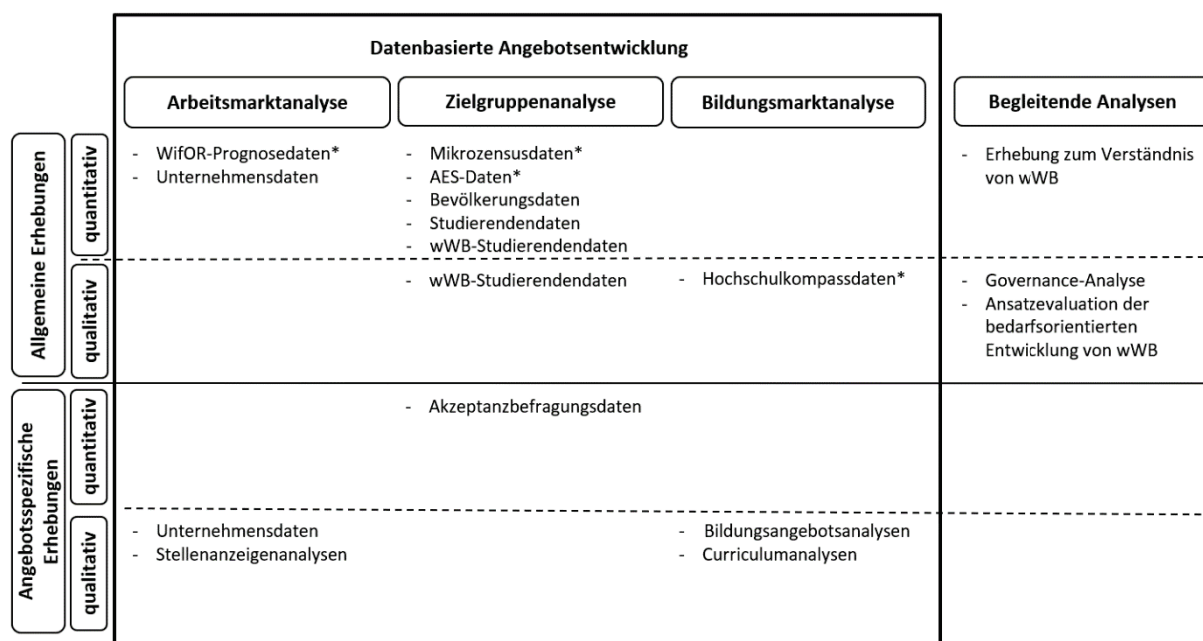 Datenbasierte Angebotsentwicklung
Arbeitsmarktanalyse
Zielgruppenanalyse
Bildungsmarktanalyse
Begleitende Analysen
Allgemeine Erhebungen
quantitativ
- WifOR-Prognosedaten*
- Unternehmensdaten
- Mikrozensusdaten*
- AES-Daten*
- Bevölkerungsdaten
- Studierendendaten
- wWB-Studierendendaten
- Erhebung zum Verständnis
von wWB
qualitativ
- wWB-Studierendendaten
- Hochschulkompassdaten*
- Governance-Analyse
- Ansatzevaluation der
bedarfsorientierten
Entwicklung von wWB
Angebotsspezifische
Erhebungen
quantitativ
- Akzeptanzbefragungsdaten
qualitativ
- Unternehmensdaten
- Stellenanzeigenanalysen
- Bildungsangebotsanalysen
- Curriculumanalysen